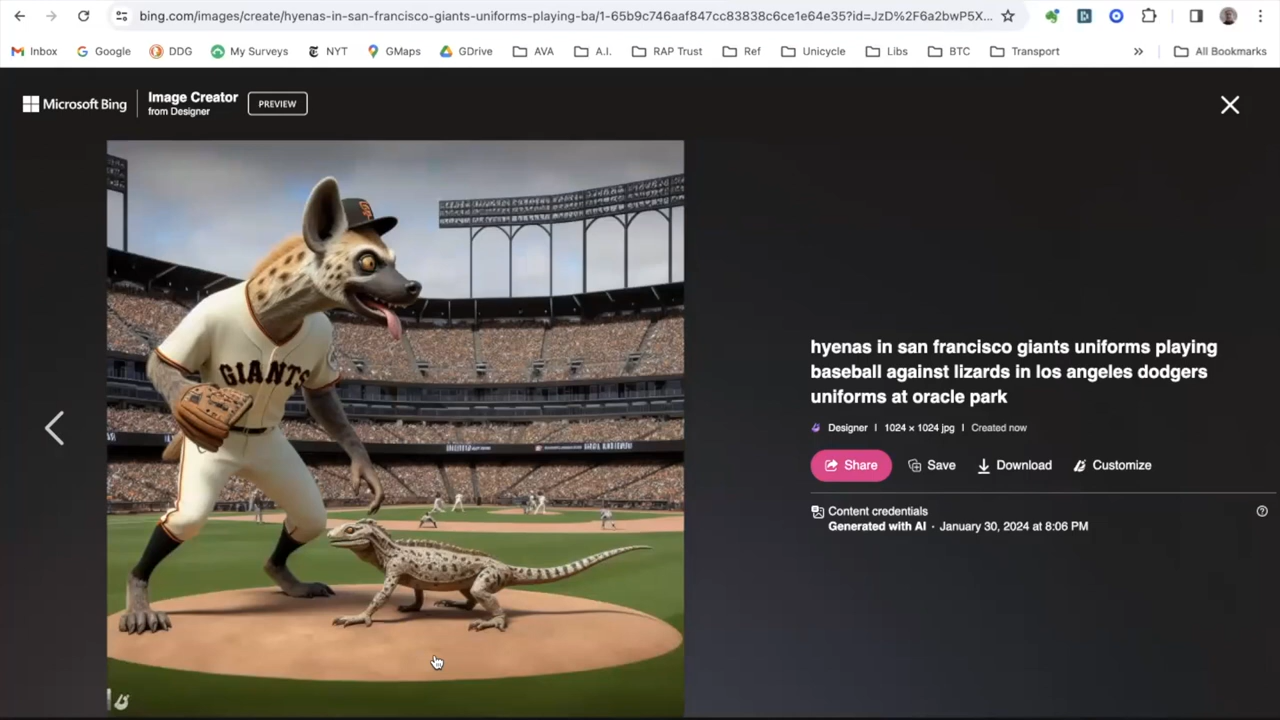 bing.com/images/create/hyenas-in-san-francisco-giants-uniforms-playing-ba/1-65b9c746aaf847cc83838c6ce1e64e35?id=JzD%2F6a2bwP5X...
Inbox Google DDG My Surveys NYT GMaps GDrive AVA A.I. RAP Trust Ref Unicycle Libs BTC Transport » All Bookmarks
Microsoft Bing Image Creator from Designer PREVIEW
SF
GIANTS
hyenas in san francisco giants uniforms playing
baseball against lizards in los angeles dodgers
uniforms at oracle park
Designer | 1024 × 1024 jpg | Created now
Share Save Download Customize
Content credentials
Generated with AI · January 30, 2024 at 8:06 PM